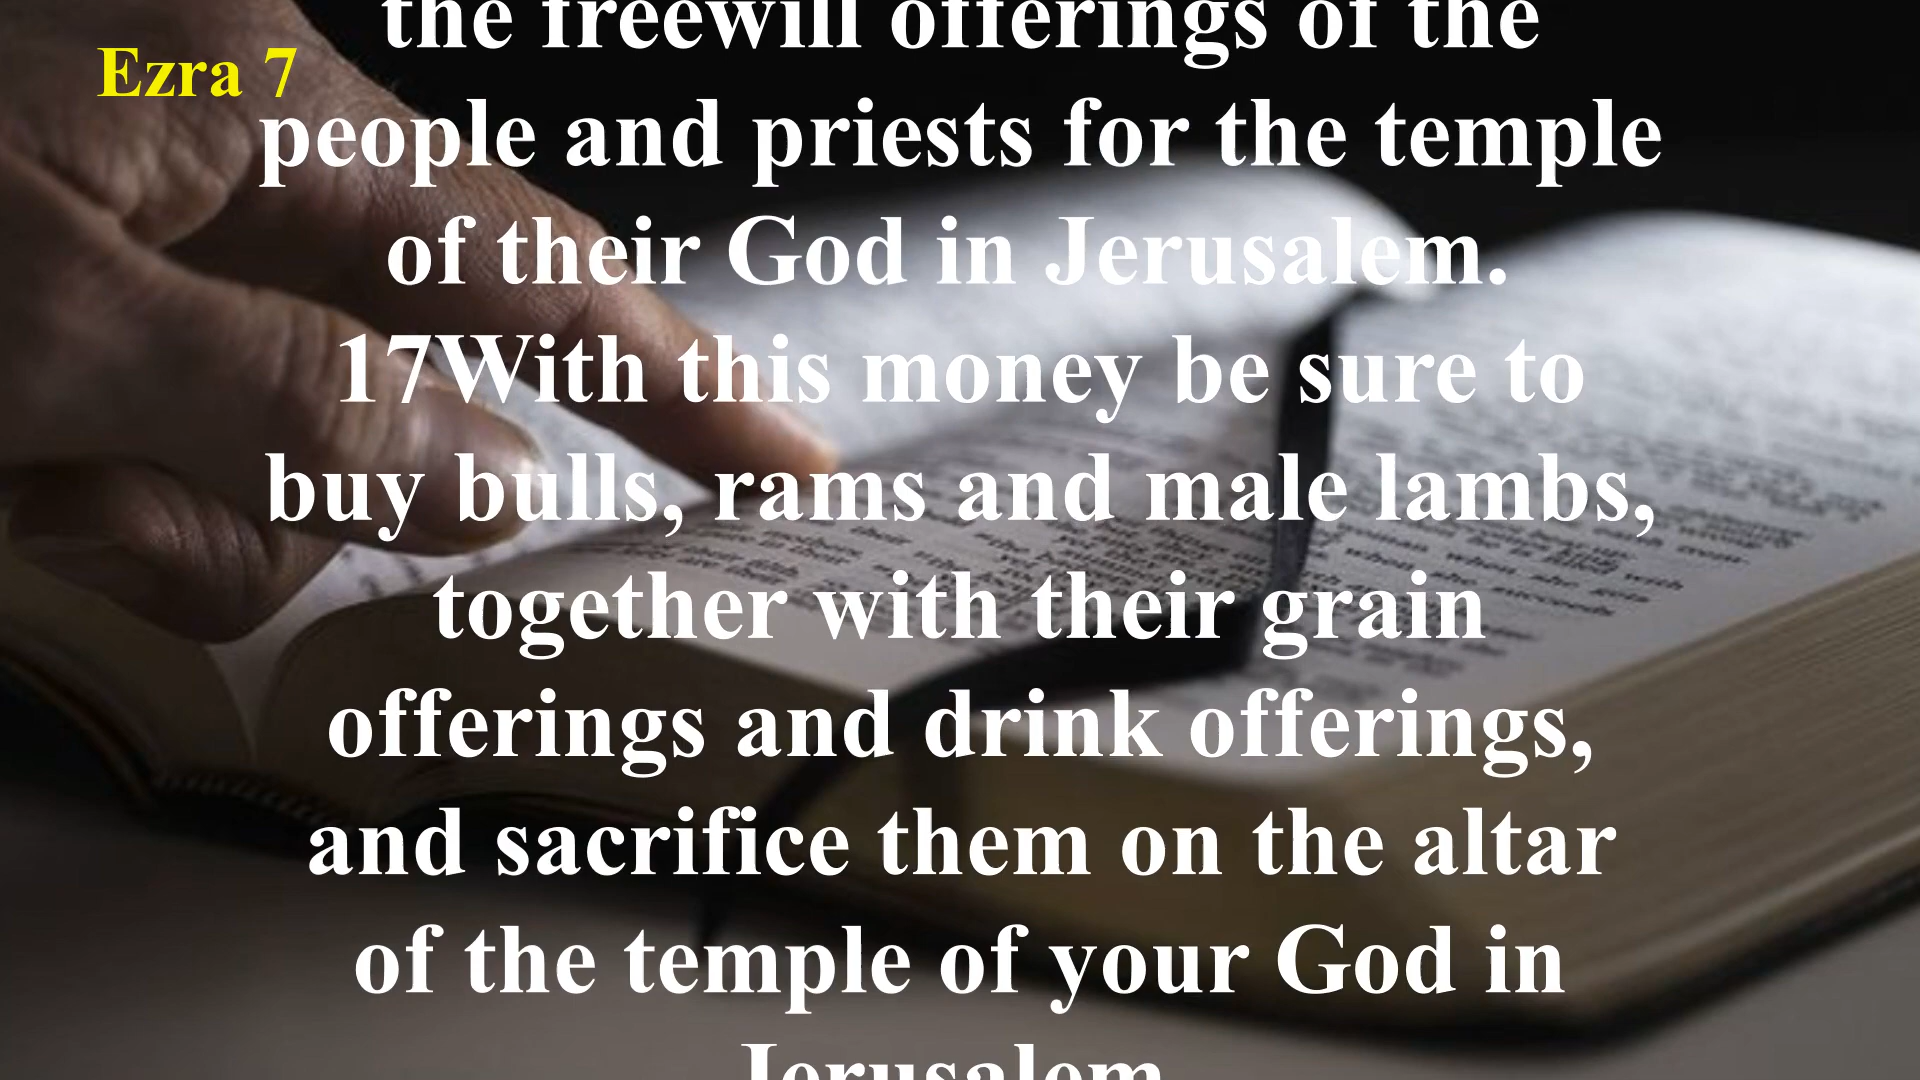 the freewill offerings of the
Ezra 7
people and priests for the temple
of their God in Jerusalem.
17With this money be sure to
buy bulls, rams and male lambs,
together with their grain
offerings and drink offerings,
and sacrifice them on the altar
of the temple of your God in
Jerusalem